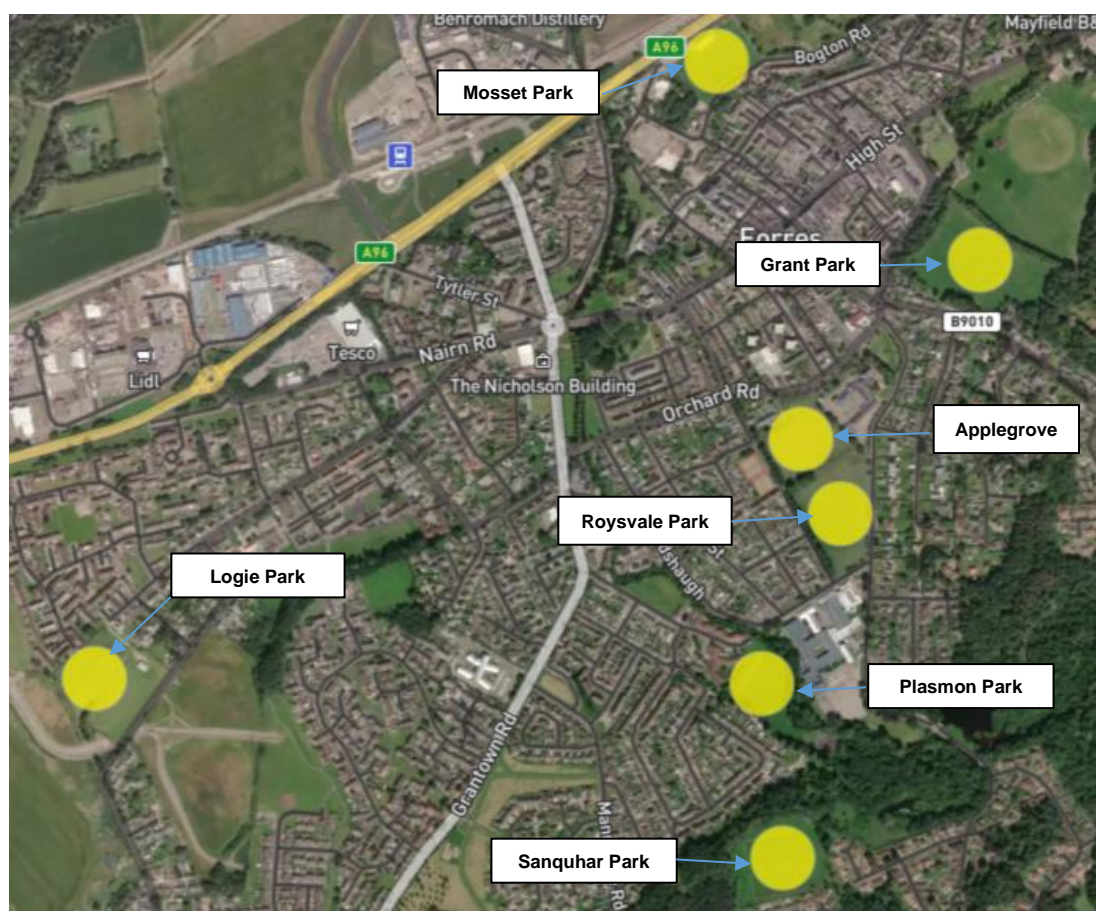 Benromach Distillery
Mayfield B&
A96
Bogton Rd
Mosset Park
High St
Forres
Grant Park
A96
Tytler St
B9010
Nairn Rd
Tesco
Lidl
The Nicholson Building
Orchard Rd
Applegrove
Roysvale Park
St
dshaugh
Logie Park
Plasmon Park
Grantown Rd
Man
Rd
Sanquhar Park